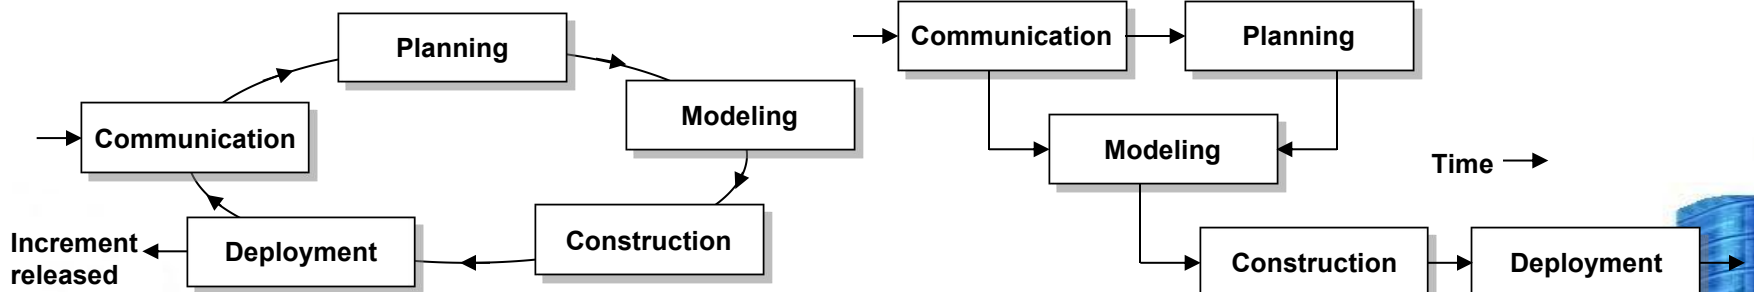 Planning
Modeling
Communication
Construction
Deployment
Increment
released
Communication
Planning
Modeling
Time
Construction
Deployment